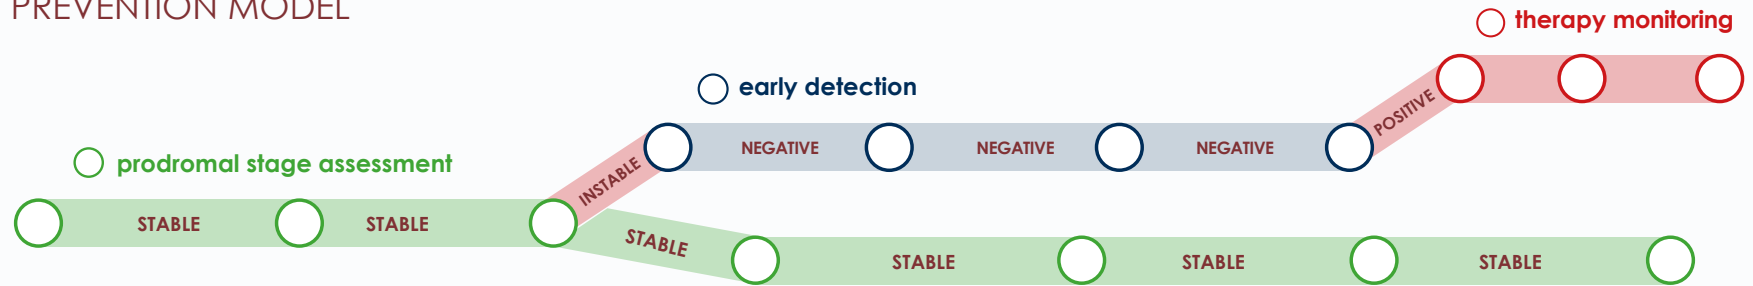 PREVENTION MODEL
therapy monitoring
early detection
POSITIVE
NEGATIVE NEGATIVE NEGATIVE
prodromal stage assessment
INSTABLE
STABLE STABLE
STABLE
STABLE STABLE STABLE